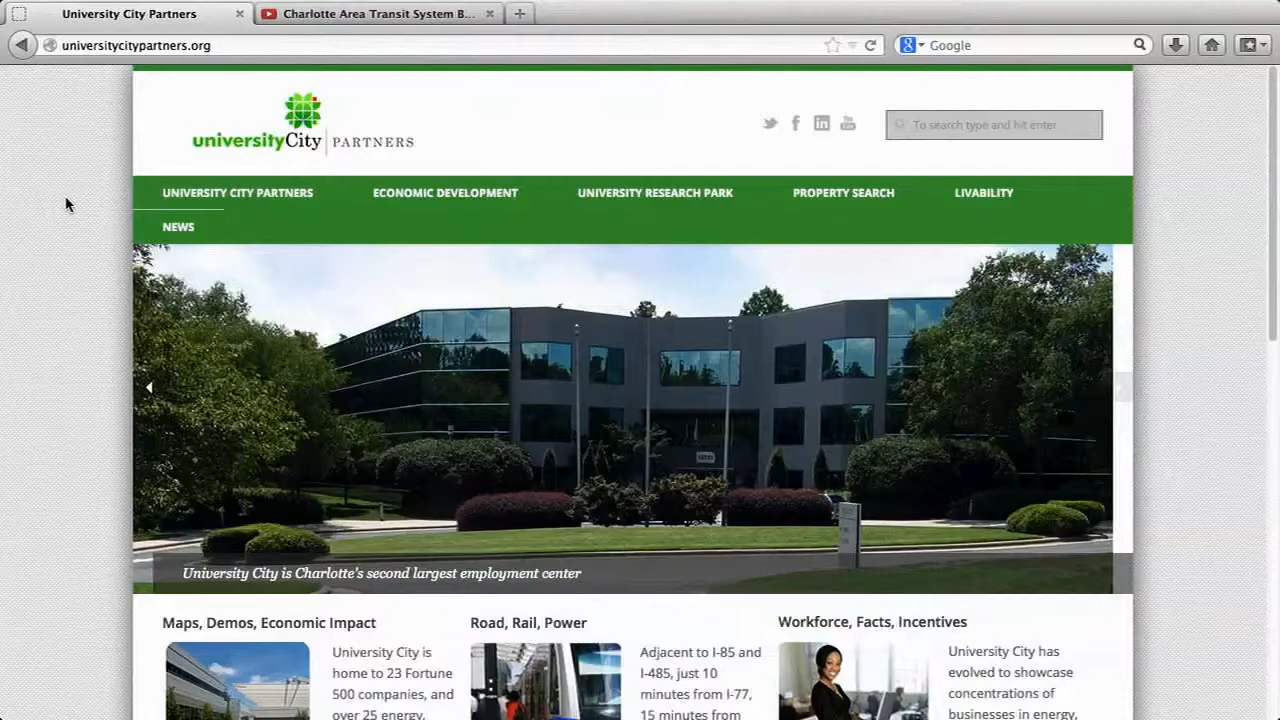 University City Partners
Charlotte Area Transit System B...
universitycitypartners.org
Google
universityCity PARTNERS
To search type and hit enter
UNIVERSITY CITY PARTNERS
ECONOMIC DEVELOPMENT
UNIVERSITY RESEARCH PARK
PROPERTY SEARCH
LIVABILITY
NEWS
University City is Charlotte's second largest employment center
Maps, Demos, Economic Impact
University City is
home to 23 Fortune
500 companies, and
over 25 energy,
Road, Rail, Power
Adjacent to I-85 and
I-485, just 10
minutes from I-77,
15 minutes from
Workforce, Facts, Incentives
University City has
evolved to showcase
concentrations of
businesses in energy,